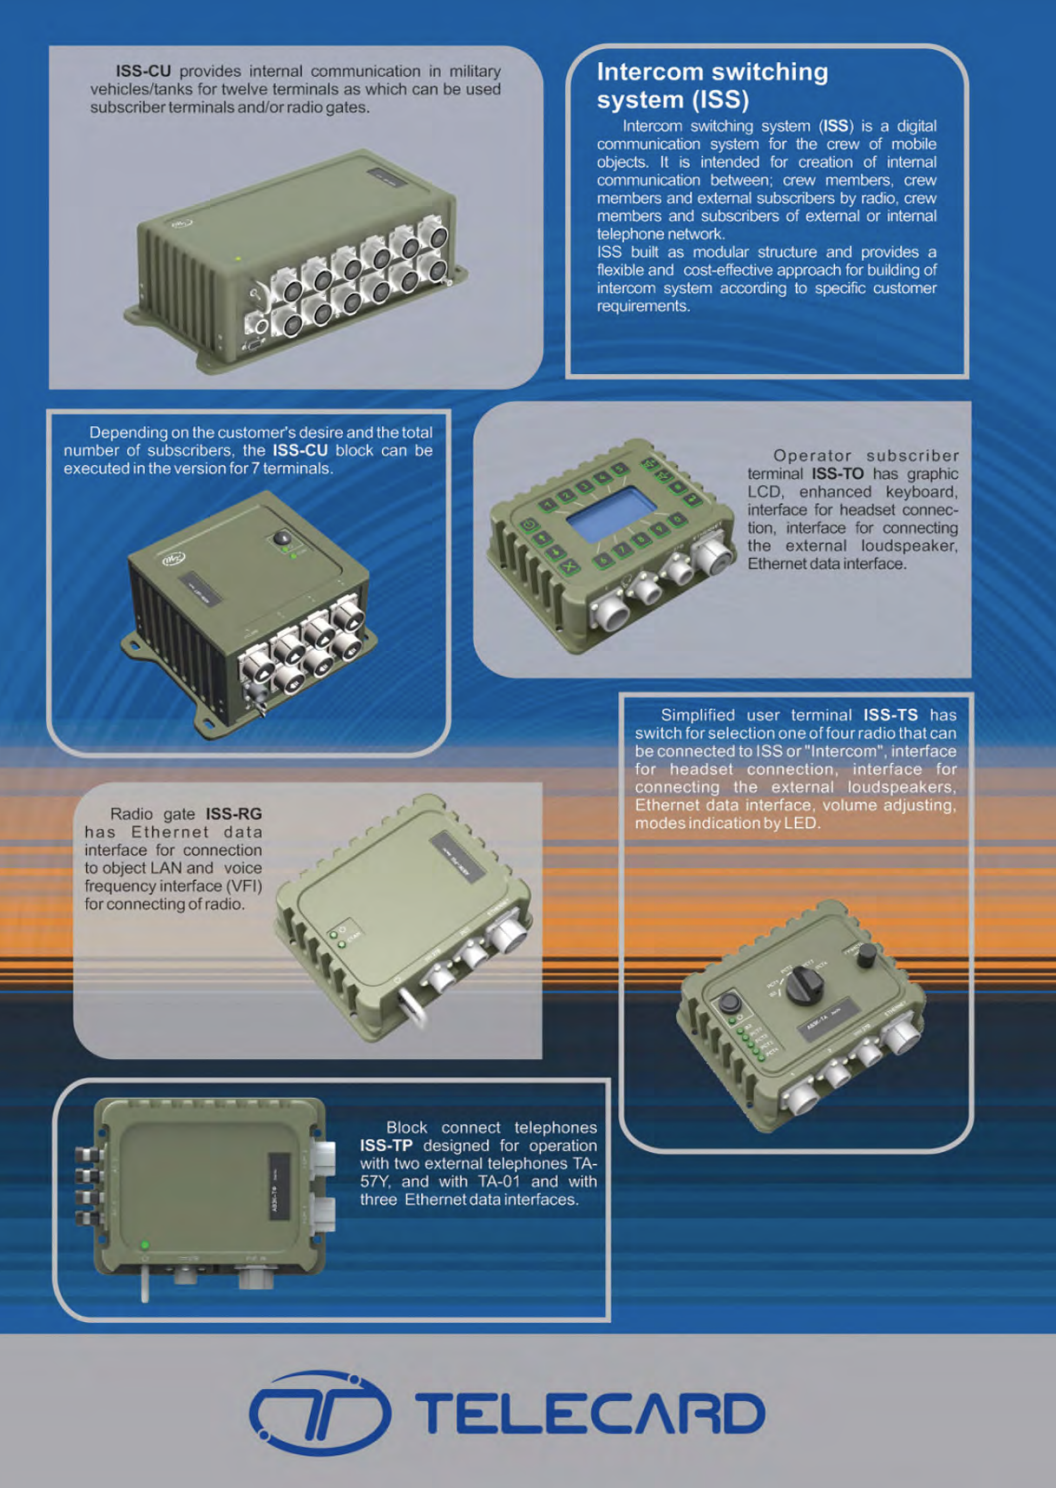 ISS-CU provides internal communication in military
vehicles/tanks for twelve terminals as which can be used
subscriber terminals and/or radio gates.
Intercom switching
system (ISS)
Intercom switching system (ISS) is a digital
communication system for the crew of mobile
objects. It is intended for creation of internal
communication between; crew members, crew
members and external subscribers by radio, crew
members and subscribers of external or internal
telephone network.
ISS built as modular structure and provides a
flexible and cost-effective approach for building of
intercom system according to specific customer
requirements.
Depending on the customer's desire and the total
number of subscribers, the ISS-CU block can be
executed in the version for 7 terminals.
Operator subscriber
terminal ISS-TO has graphic
LCD, enhanced keyboard,
interface for headset connec-
tion, interface for connecting
the external loudspeaker,
Ethernet data interface.
Simplified user terminal ISS-TS has
switch for selection one of four radio that can
be connected to ISS or "Intercom", interface
for headset connection, interface for
connecting the external loudspeakers,
Ethernet data interface, volume adjusting,
modes indication by LED.
Radio gate ISS-RG
has Ethernet data
interface for connection
to object LAN and voice
frequency interface (VFI)
for connecting of radio.
Block connect telephones
ISS-TP designed for operation
with two external telephones TA-
57Y, and with TA-01 and with
three Ethernet data interfaces.
TELECARD